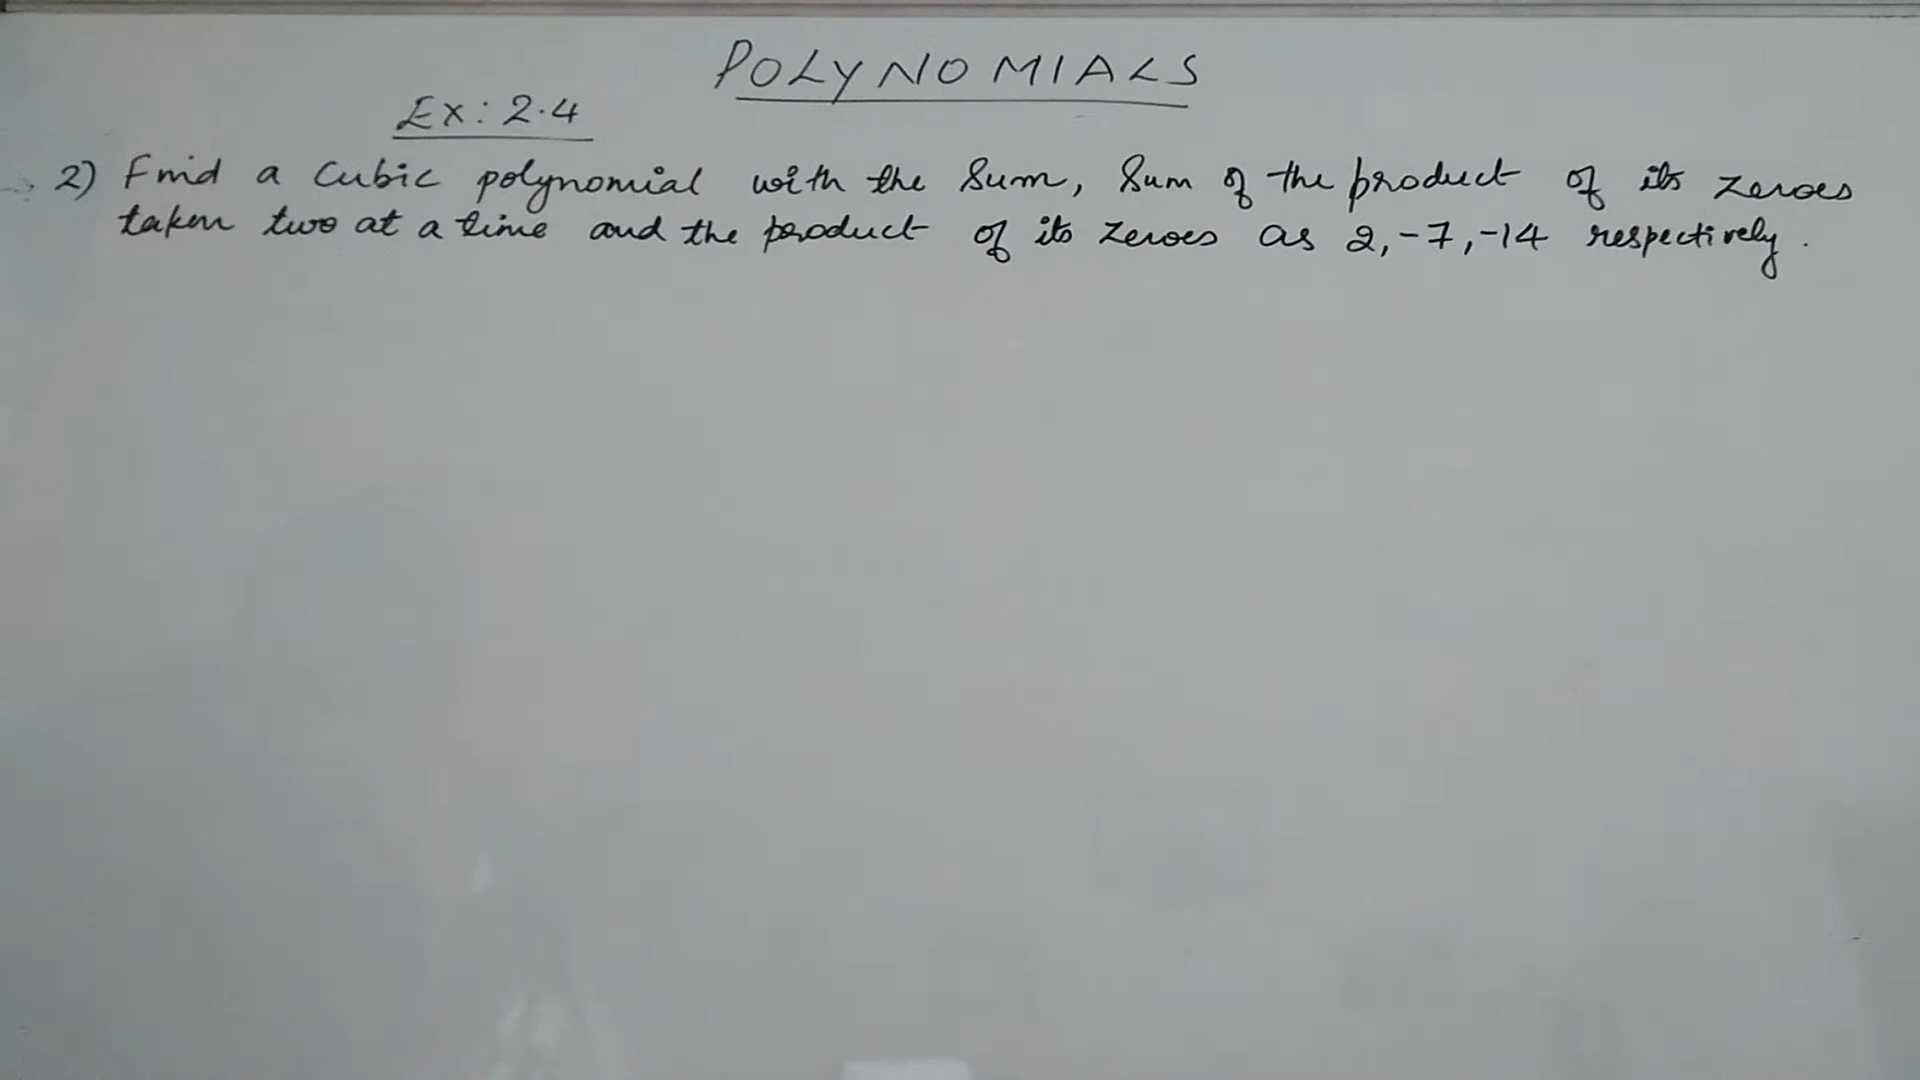 POLYNOMIALS
Ex: 2.4
2) Find a cubic polynomial with the sum, sum of the product of its zeroes
taken two at a time and the product of its zeroes as 2, -7, -14 respectively.